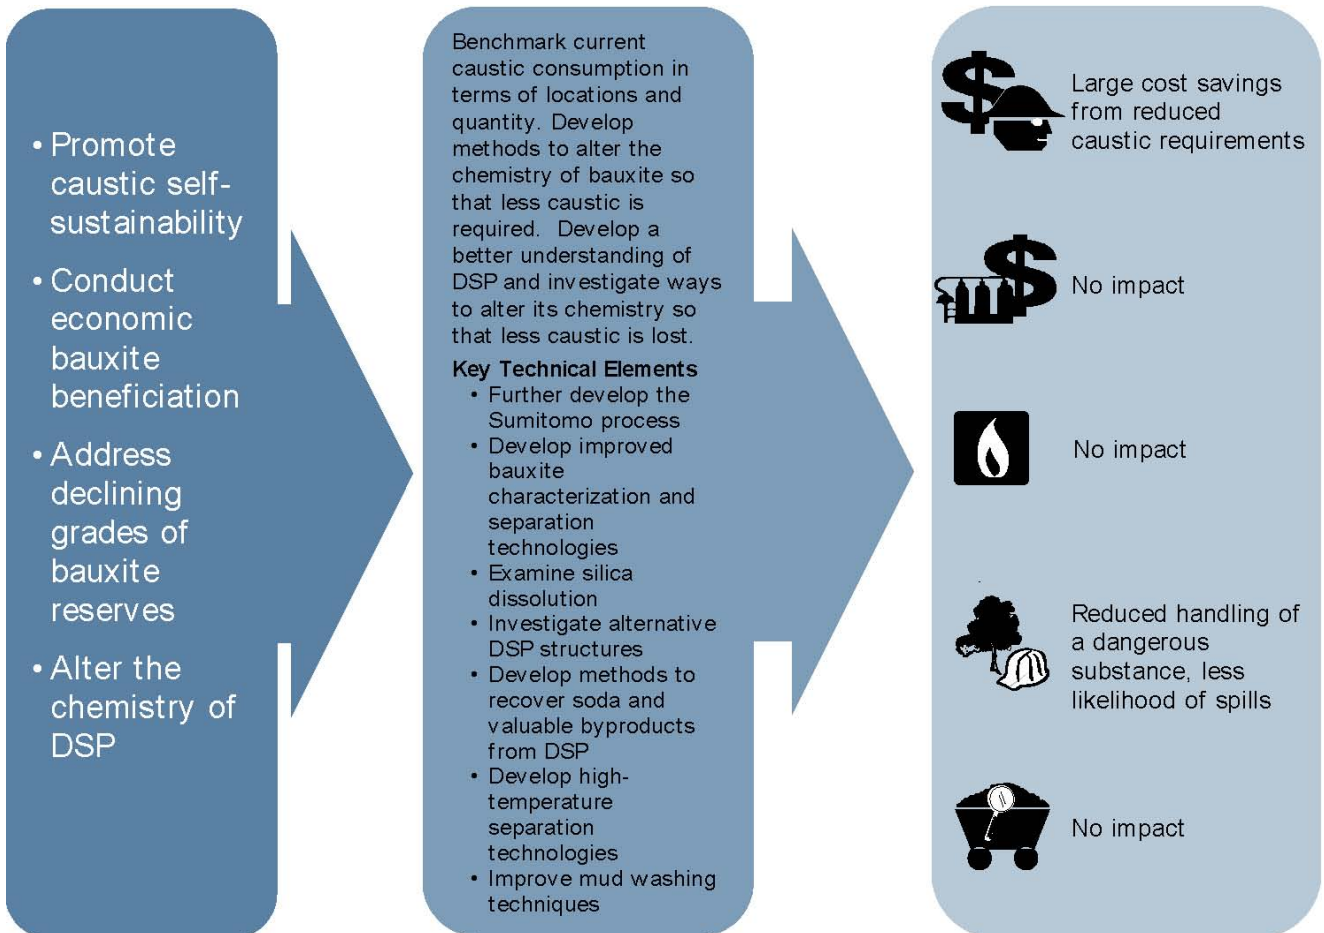 • Promote
caustic self-
sustainability
• Conduct
economic
bauxite
beneficiation
• Address
declining
grades of
bauxite
reserves
• Alter the
chemistry of
DSP
Benchmark current
caustic consumption in
terms of locations and
quantity. Develop
methods to alter the
chemistry of bauxite so
that less caustic is
required. Develop a
better understanding of
DSP and investigate ways
to alter its chemistry so
that less caustic is lost.
Key Technical Elements
• Further develop the
Sumitomo process
• Develop improved
bauxite
characterization and
separation
technologies
• Examine silica
dissolution
• Investigate alternative
DSP structures
• Develop methods to
recover soda and
valuable byproducts
from DSP
• Develop high-
temperature
separation
technologies
• Improve mud washing
techniques
$
Large cost savings
from reduced
caustic requirements
$
No impact
No impact
Reduced handling of
a dangerous
substance, less
likelihood of spills
No impact